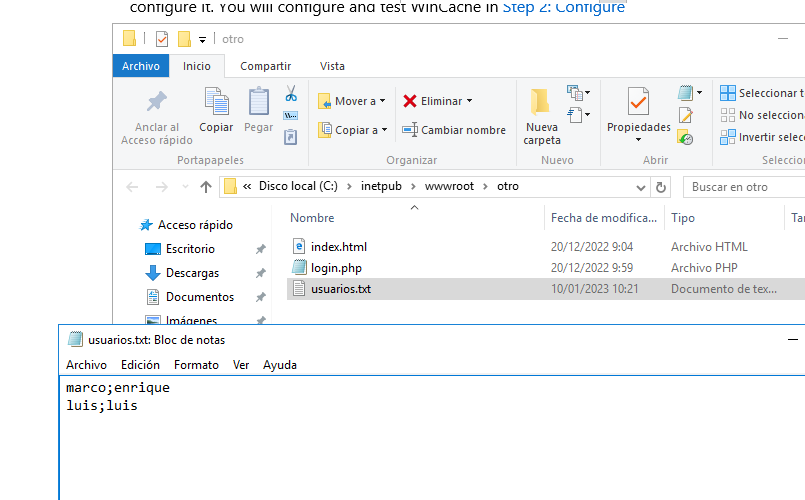 configure it. You will configure and test WinCache in Step 2: Configure
otro
Archivo Inicio Compartir Vista
Anclar al Acceso rápido
Copiar
Pegar
Mover a
Copiar a
Eliminar
Cambiar nombre
Nueva carpeta
Propiedades
Seleccionar t
No seleccion
Invertir selec
Portapapeles Organizar Nuevo Abrir Seleccio
« Disco local (C:) > inetpub > wwwroot > otro
Buscar en otro
Nombre Fecha de modifica... Tipo Ta
Acceso rápido
Escritorio
Descargas
Documentos
Imágenes
index.html 20/12/2022 9:04 Archivo HTML
login.php 20/12/2022 9:59 Archivo PHP
usuarios.txt 10/01/2023 10:21 Documento de tex...
usuarios.txt: Bloc de notas
Archivo Edición Formato Ver Ayuda
marco;enrique
luis;luis